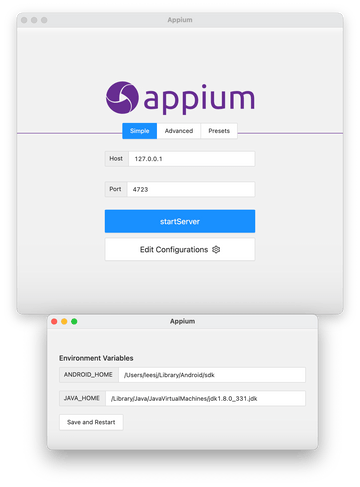 Appium
appium
Simple Advanced Presets
Host 127.0.0.1
Port 4723
startServer
Edit Configurations
Appium
Environment Variables
ANDROID_HOME /Users/leesj/Library/Android/sdk
JAVA_HOME /Library/Java/JavaVirtualMachines/jdk1.8.0_331.jdk
Save and Restart